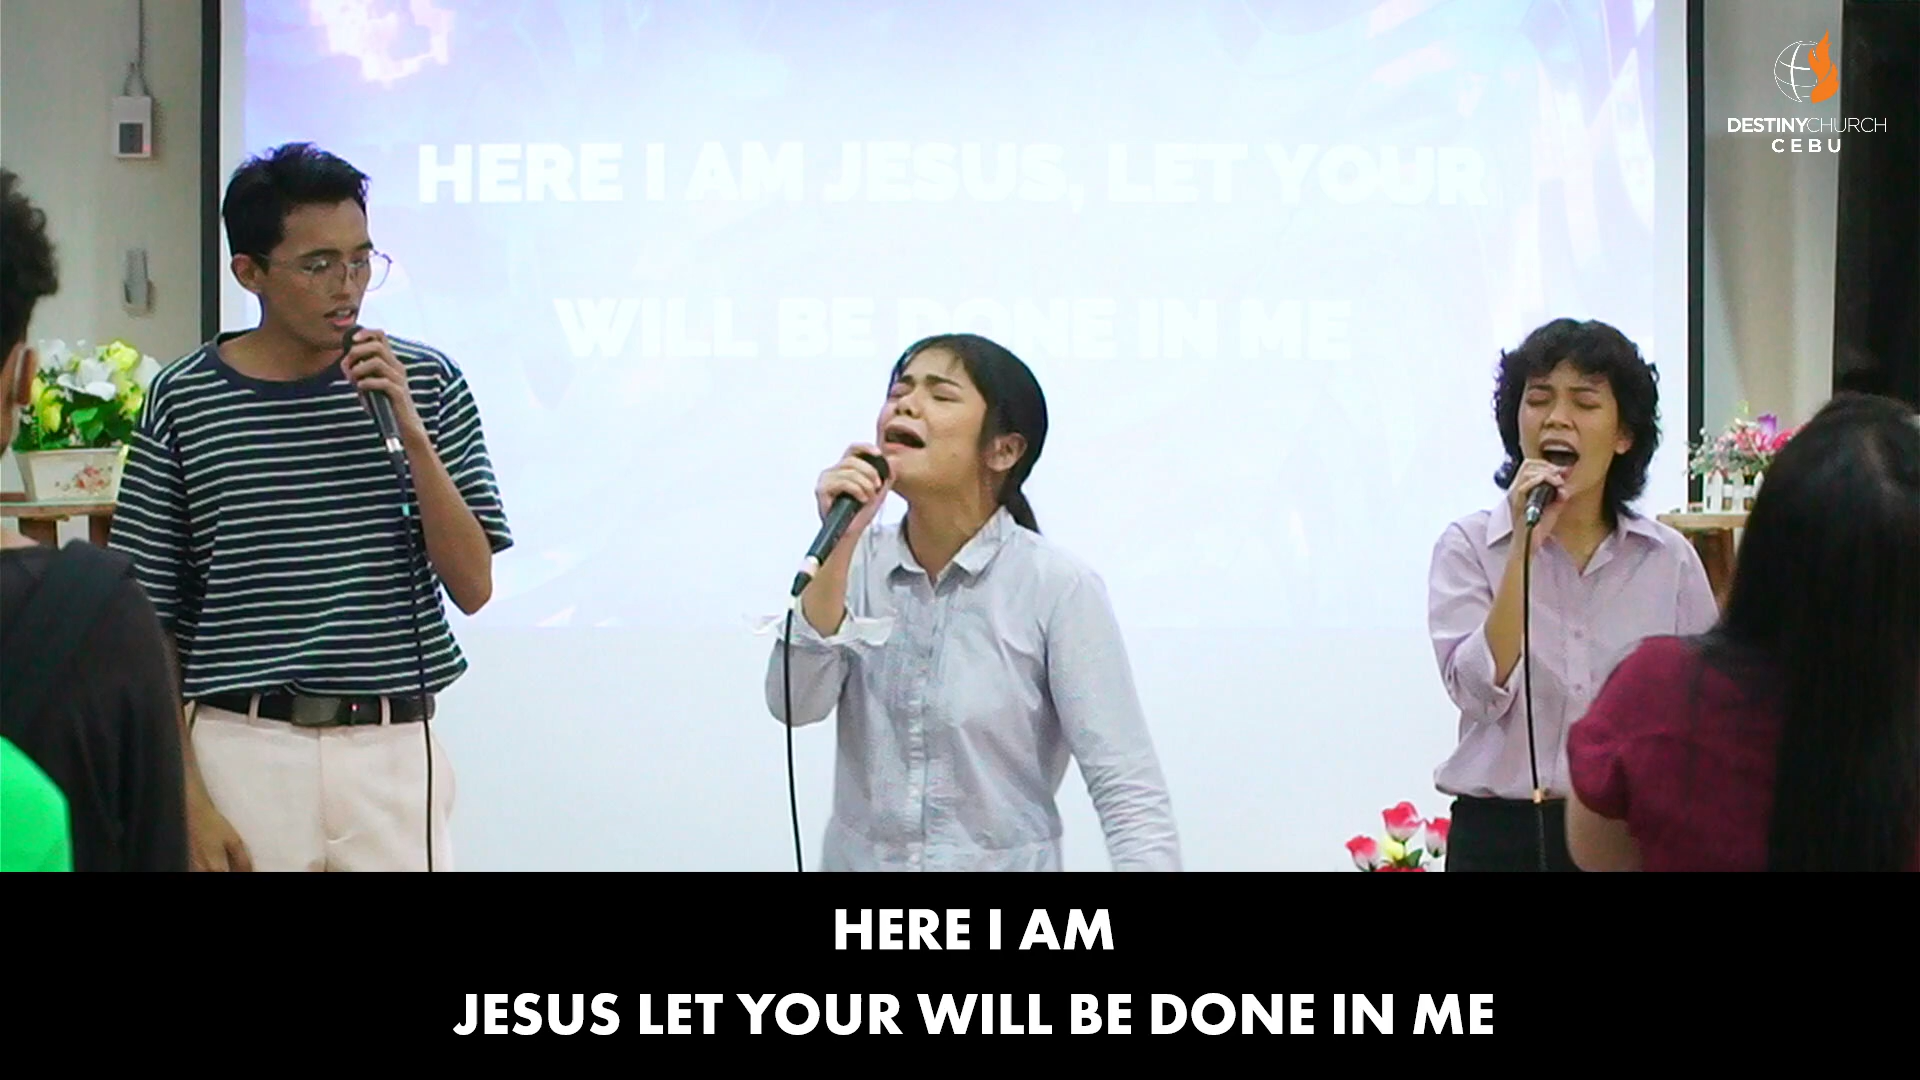 HERE I AM JESUS, LET YOUR
WILL BE DONE IN ME
DESTINYCHURCH
CEBU
HERE I AM
JESUS LET YOUR WILL BE DONE IN ME